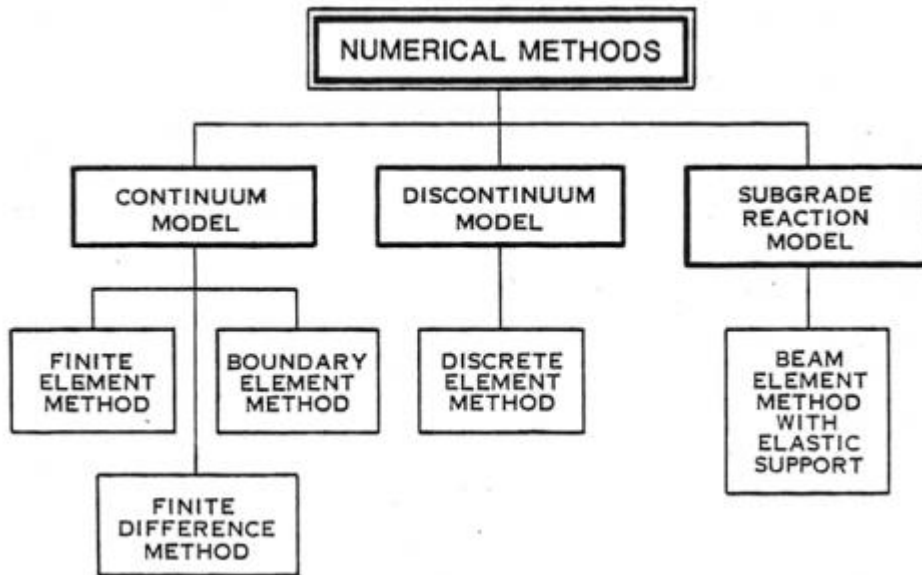 NUMERICAL METHODS
CONTINUUM
MODEL
DISCONTINUUM
MODEL
SUBGRADE
REACTION
MODEL
FINITE
ELEMENT
METHOD
BOUNDARY
ELEMENT
METHOD
DISCRETE
ELEMENT
METHOD
BEAM
ELEMENT
METHOD
WITH
ELASTIC
SUPPORT
FINITE
DIFFERENCE
METHOD